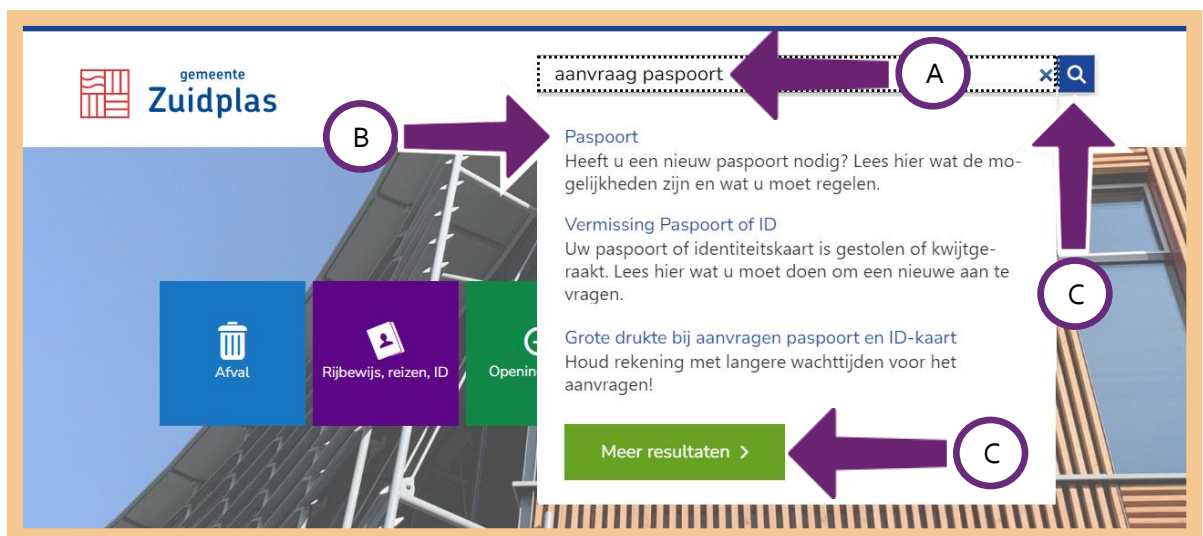 gemeente
Zuidplas
aanvraag paspoort
A
B
Paspoort
Heeft u een nieuw paspoort nodig? Lees hier wat de mo-
gelijkheden zijn en wat u moet regelen.
Vermissing Paspoort of ID
Uw paspoort of identiteitskaart is gestolen of kwijtge-
raakt. Lees hier wat u moet doen om een nieuwe aan te
vragen.
C
Grote drukte bij aanvragen paspoort en ID-kaart
Houd rekening met langere wachttijden voor het
aanvragen!
Afval
Rijbewijs, reizen, ID
Openin
Meer resultaten >
C